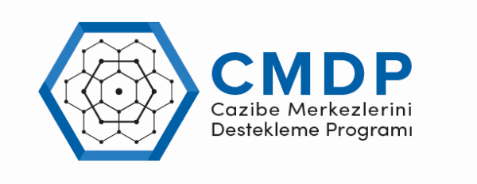 CMDP
Cazibe Merkezlerini
Destekleme Programı